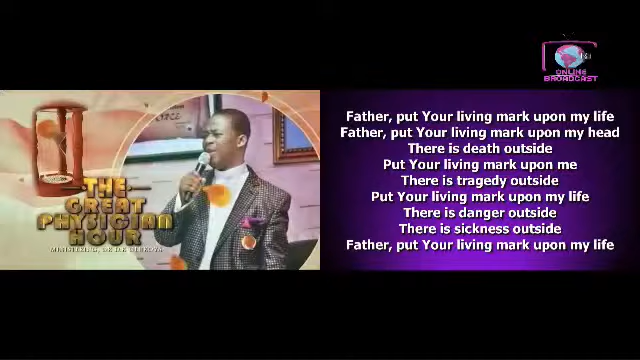 ONLINE
BROADCAST
THE
GREAT
PHYSICIAN
HOUR
Father, put Your living mark upon my life
Father, put Your living mark upon my head
There is death outside
Put Your living mark upon me
There is tragedy outside
Put Your living mark upon my life
There is danger outside
There is sickness outside
Father, put Your living mark upon my life